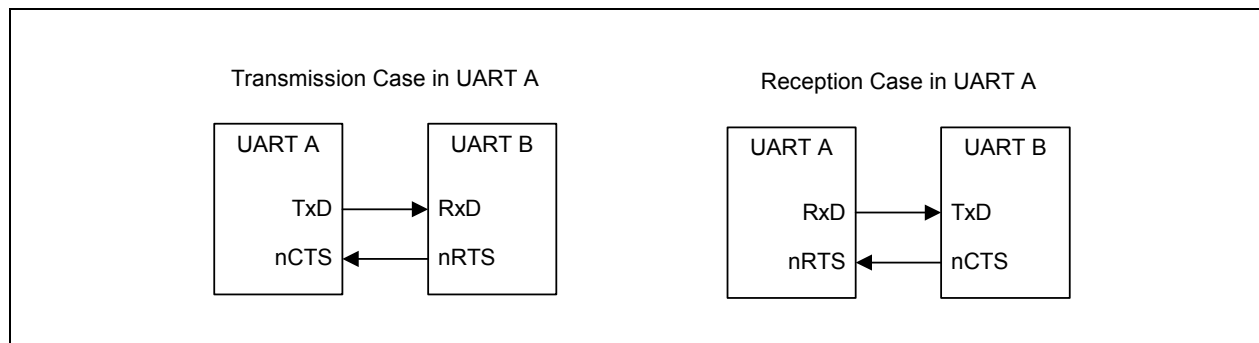 Transmission Case in UART A
UART A
UART B
TxD
RxD
nCTS
nRTS
Reception Case in UART A
UART A
UART B
RxD
TxD
nRTS
nCTS